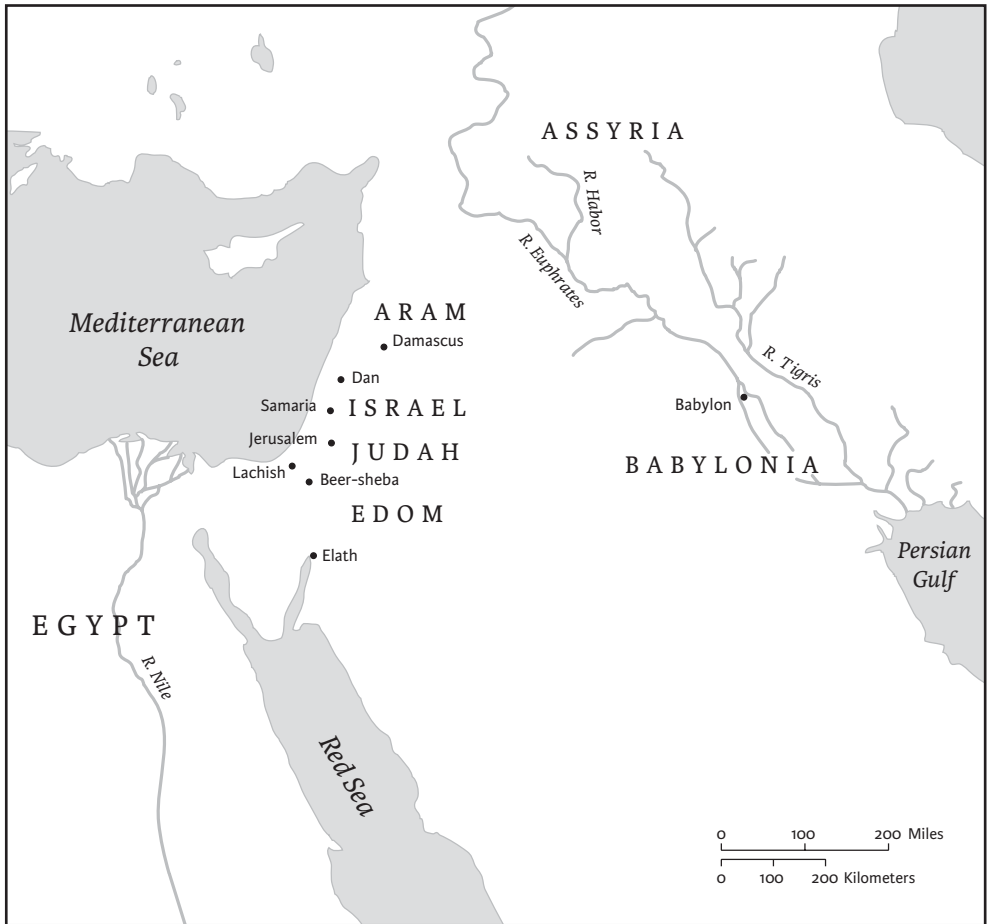 ASSYRIA
R. Habor
R. Euphrates
ARAM
Mediterranean
Sea
Damascus
R. Tigris
Dan
Samaria
ISRAEL
Babylon
Jerusalem
JUDAH
Lachish
Beer-sheba
BABYLONIA
EDOM
Elath
Persian
Gulf
EGYPT
R. Nile
Red Sea
0 100 200 Miles
0 100 200 Kilometers